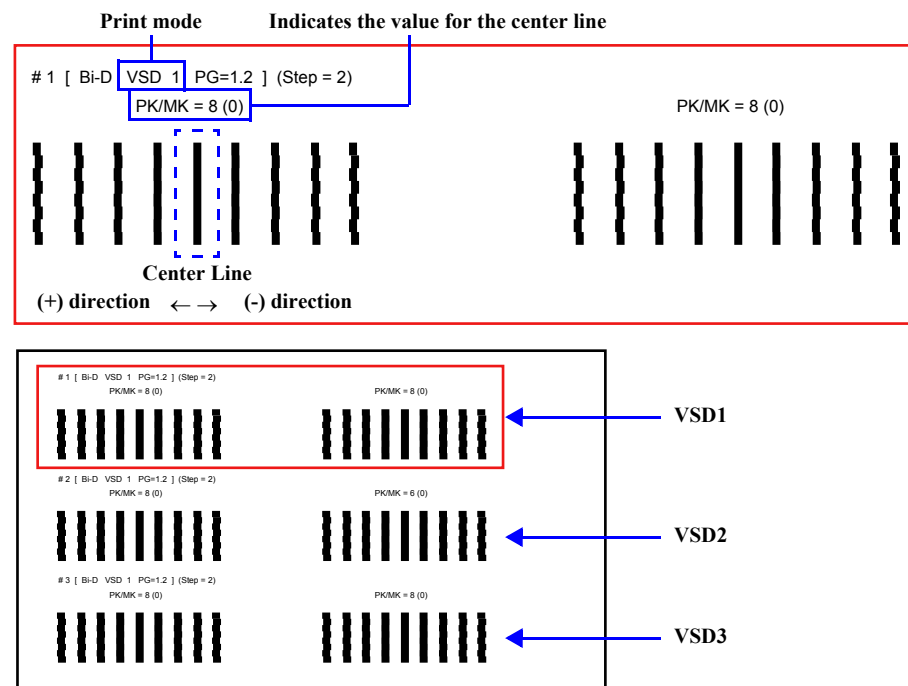 Print mode
Indicates the value for the center line
# 1 [ Bi-D VSD 1 PG=1.2 ] (Step = 2)
PK/MK = 8 (0)
PK/MK = 8 (0)
Center Line
(+) direction ← → (-) direction
# 1 [ Bi-D VSD 1 PG=1.2 ] (Step = 2)
PK/MK = 8 (0)
PK/MK = 8 (0)
VSD1
# 2 [ Bi-D VSD 1 PG=1.2 ] (Step = 2)
PK/MK = 8 (0)
PK/MK = 6 (0)
VSD2
# 3 [ Bi-D VSD 1 PG=1.2 ] (Step = 2)
PK/MK = 8 (0)
PK/MK = 8 (0)
VSD3